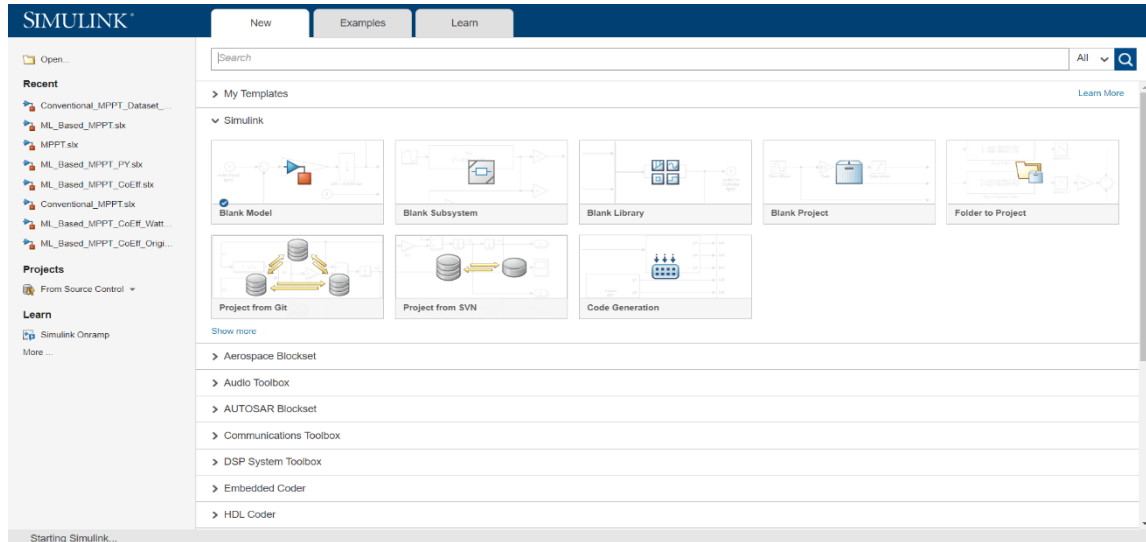 SIMULINK®
New
Examples
Learn
Open...
Recent
Conventional_MPPT_Dataset_...
ML_Based_MPPT.slx
MPPT.slx
ML_Based_MPPT_PY.slx
ML_Based_MPPT_CoEff.slx
Conventional_MPPT.slx
ML_Based_MPPT_CoEff_Watt...
ML_Based_MPPT_CoEff_Origi...
Projects
From Source Control
Learn
Simulink Onramp
More ...
Search
All
My Templates
Learn More
Simulink
Blank Model
Blank Subsystem
Blank Library
Blank Project
Folder to Project
Project from Git
Project from SVN
Code Generation
Show more
Aerospace Blockset
Audio Toolbox
AUTOSAR Blockset
Communications Toolbox
DSP System Toolbox
Embedded Coder
HDL Coder
Starting Simulink...